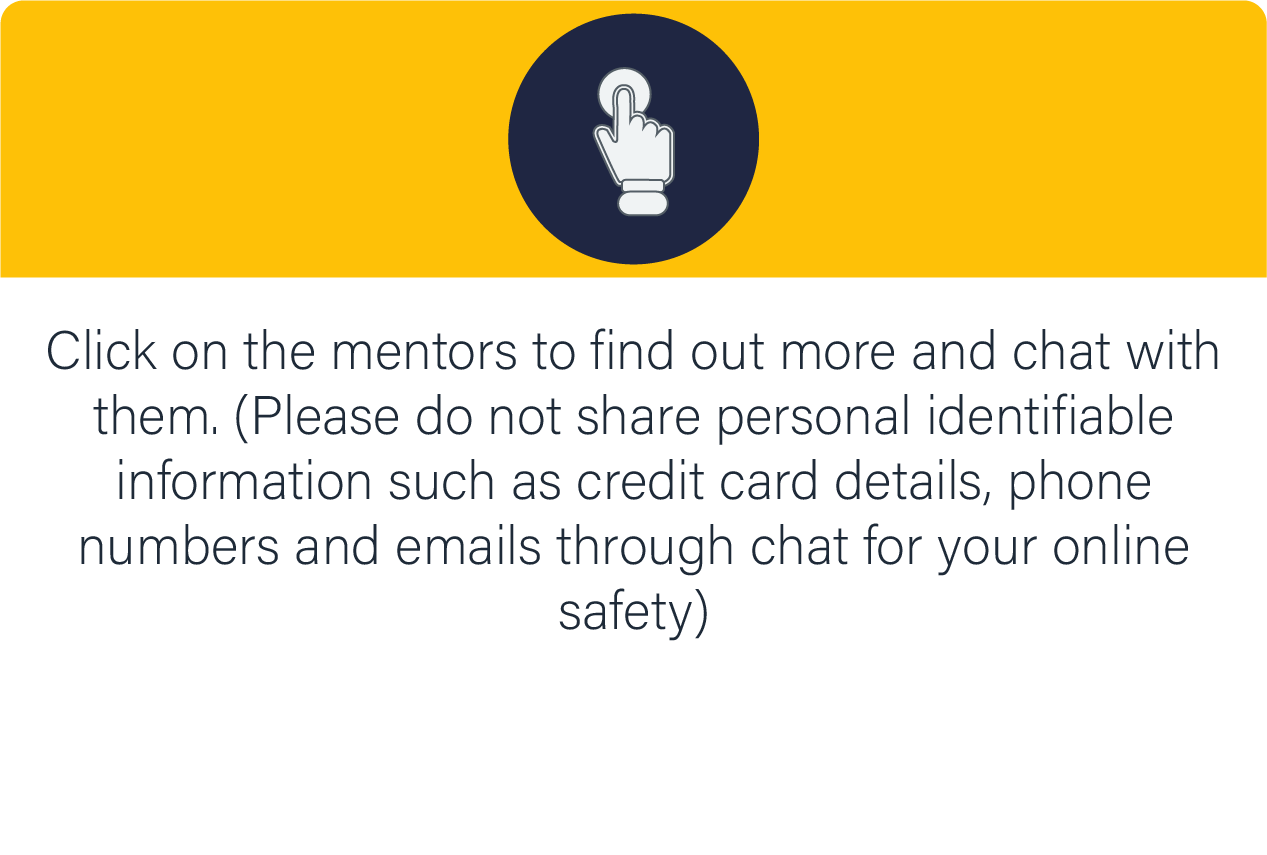 Click on the mentors to find out more and chat with
them. (Please do not share personal identifiable
information such as credit card details, phone
numbers and emails through chat for your online
safety)